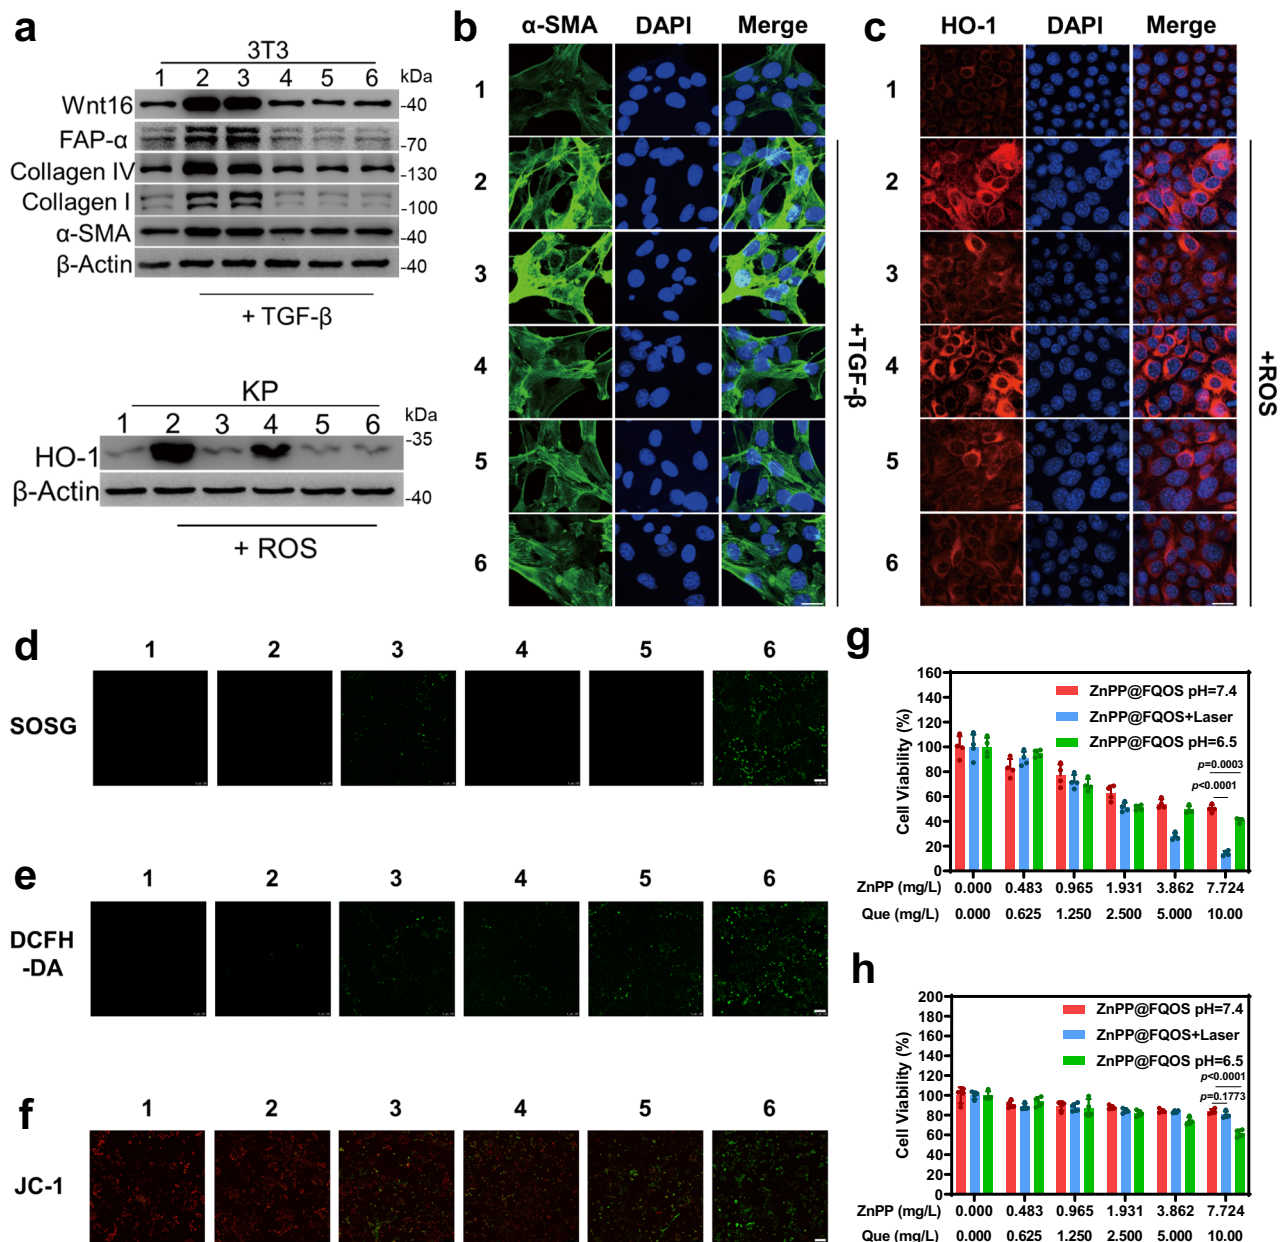 a
3T3
1 2 3 4 5 6 kDa
Wnt16 -40
FAP-α -70
Collagen IV -130
Collagen I -100
α-SMA -40
β-Actin -40
+ TGF-β
KP
1 2 3 4 5 6 kDa
HO-1 -35
β-Actin -40
+ ROS
b
α-SMA DAPI Merge
1
2
3
4
5
6
+TGF-β
c
HO-1 DAPI Merge
1
2
3
4
5
6
+ROS
d
1 2 3 4 5 6
SOSG
e
1 2 3 4 5 6
DCFH
-DA
f
1 2 3 4 5 6
JC-1
g
Cell Viability (%)
160
140
120
100
80
60
40
20
0
ZnPP@FQOS pH=7.4
ZnPP@FQOS+Laser
ZnPP@FQOS pH=6.5
p=0.0003
p<0.0001
ZnPP (mg/L) 0.000 0.483 0.965 1.931 3.862 7.724
Que (mg/L) 0.000 0.625 1.250 2.500 5.000 10.00
h
Cell Viability (%)
200
180
160
140
120
100
80
60
40
20
0
ZnPP@FQOS pH=7.4
ZnPP@FQOS+Laser
ZnPP@FQOS pH=6.5
p<0.0001
p=0.1773
ZnPP (mg/L) 0.000 0.483 0.965 1.931 3.862 7.724
Que (mg/L) 0.000 0.625 1.250 2.500 5.000 10.00